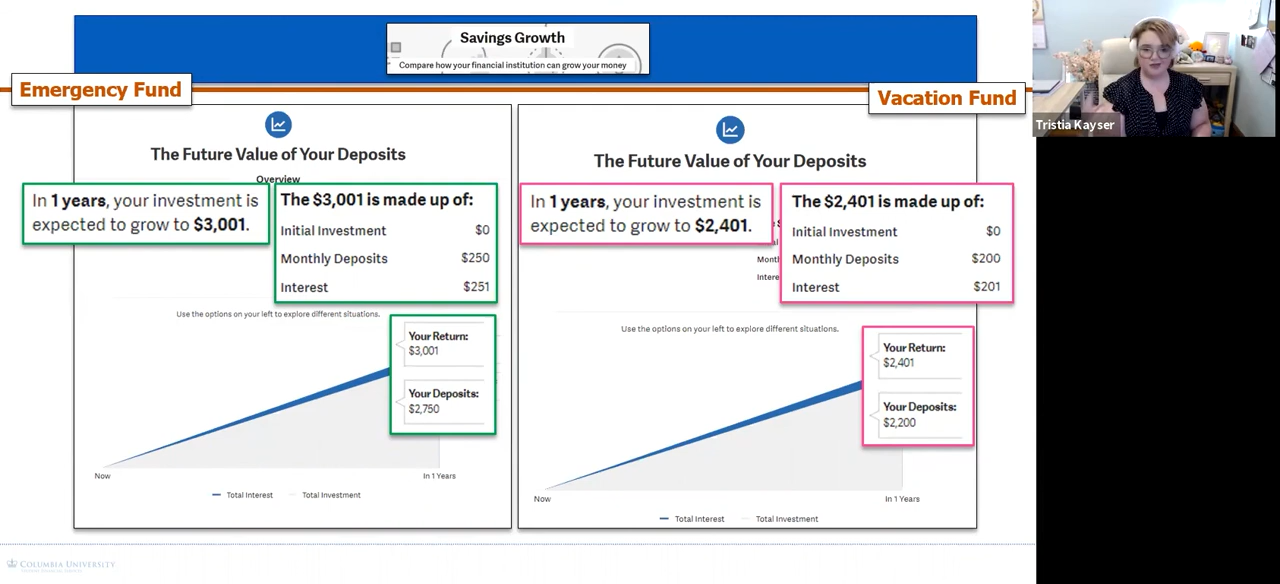 Savings Growth
Compare how your financial institution can grow your money
Emergency Fund
Vacation Fund
The Future Value of Your Deposits
Overview
In 1 years, your investment is
expected to grow to $3,001.
The $3,001 is made up of:
Initial Investment $0
Monthly Deposits $250
Interest $251
Use the options on your left to explore different situations.
Your Return:
$3,001
Your Deposits:
$2,750
Now
In 1 Years
Total Interest Total Investment
The Future Value of Your Deposits
In 1 years, your investment is
expected to grow to $2,401.
The $2,401 is made up of:
Initial Investment $0
Monthly Deposits $200
Interest $201
Use the options on your left to explore different situations.
Your Return:
$2,401
Your Deposits:
$2,200
Now
In 1 Years
Total Interest Total Investment
Columbia University
Tristia Kayser